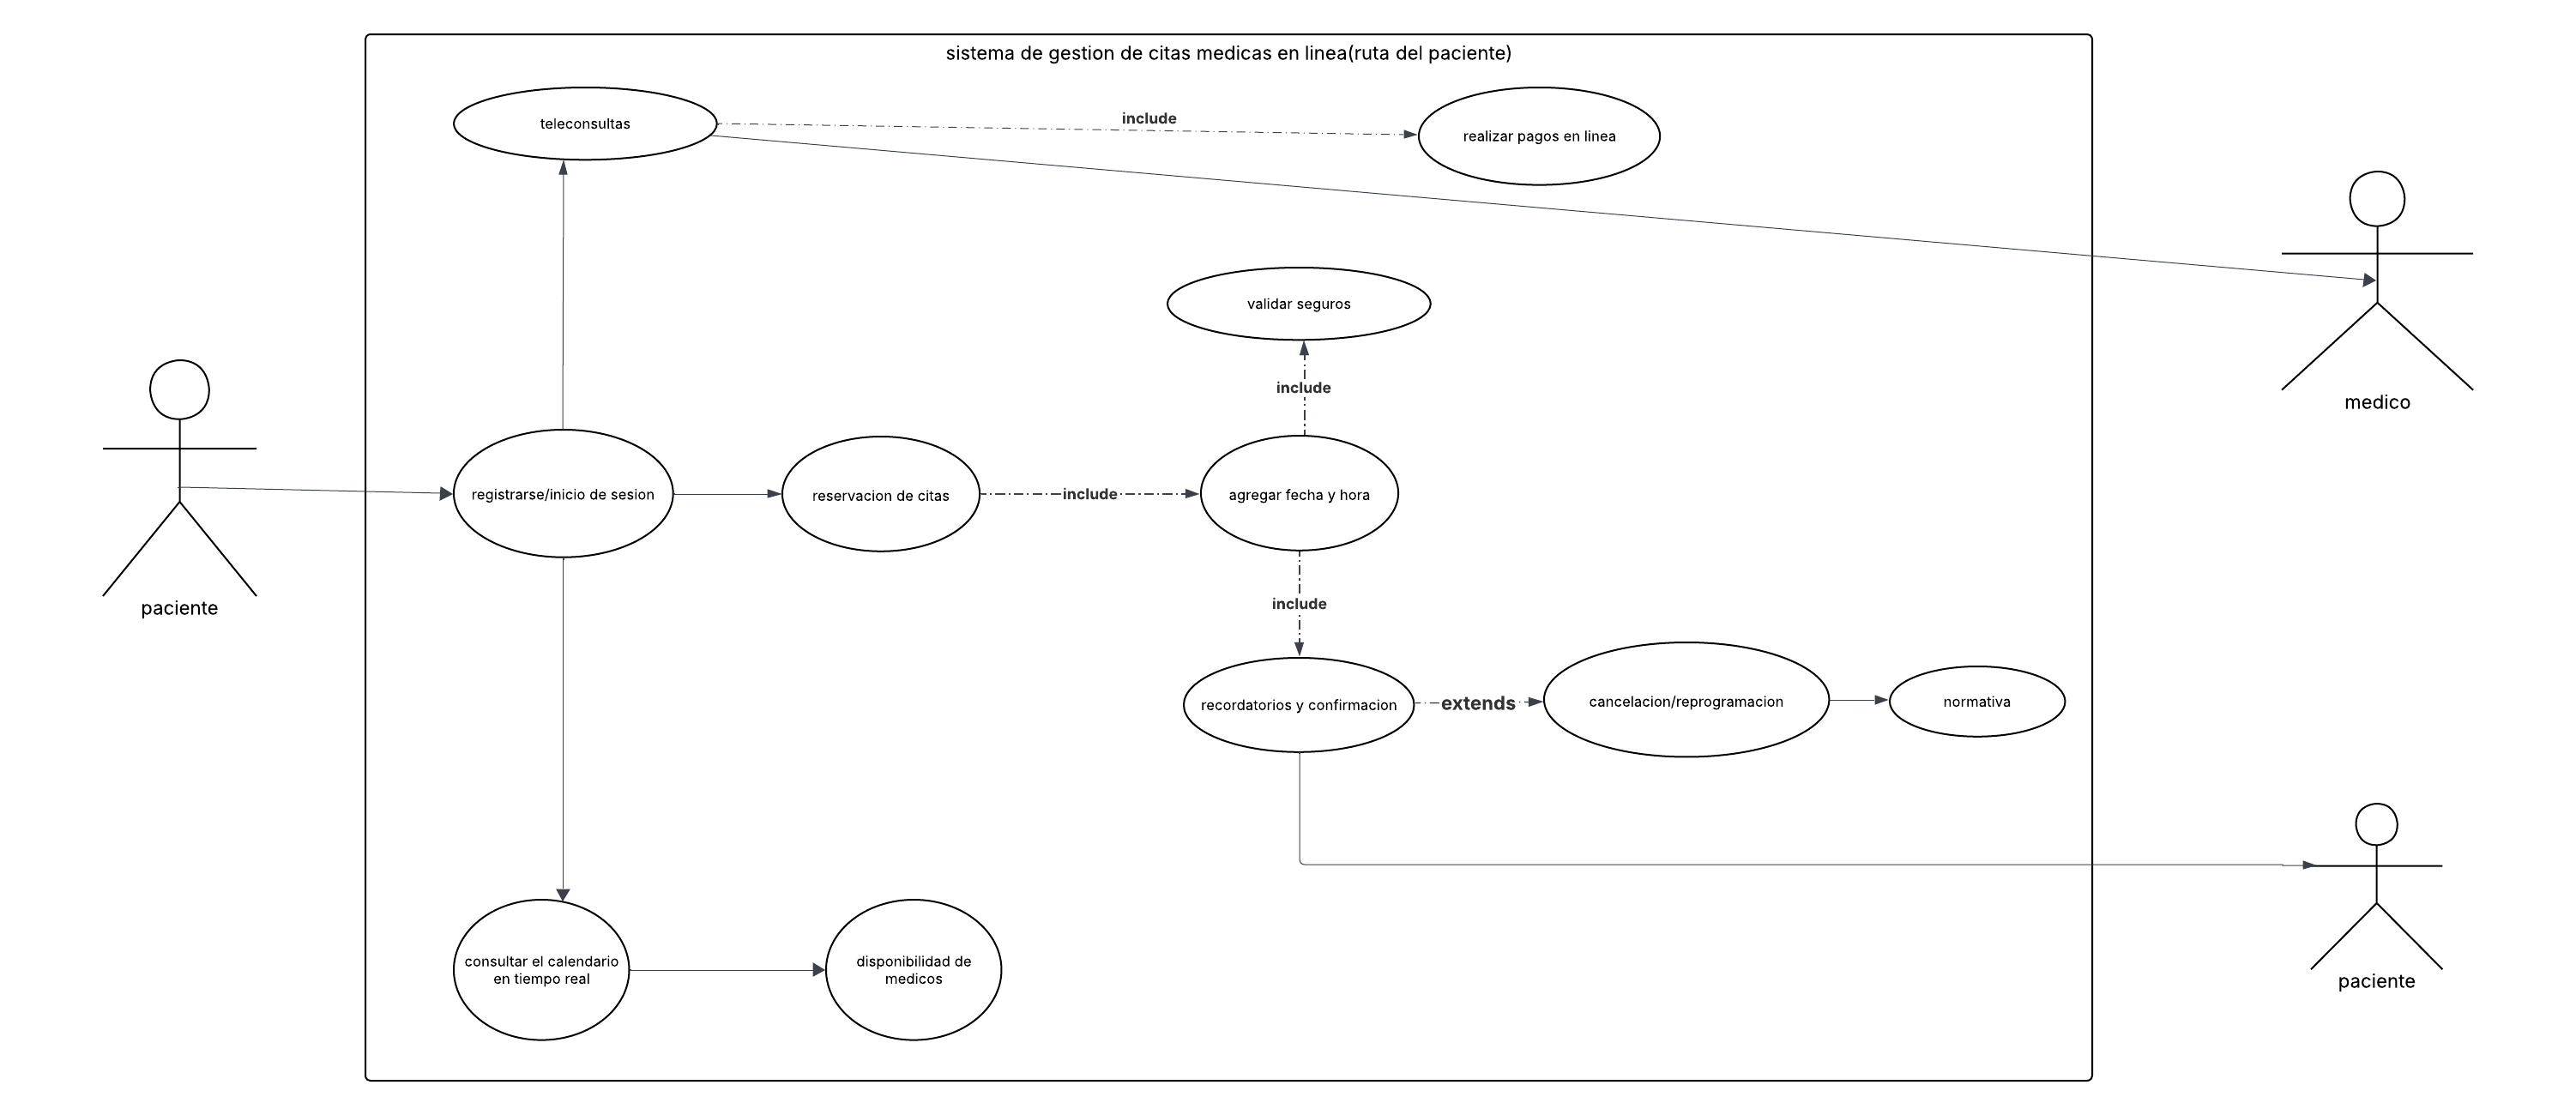 sistema de gestion de citas medicas en linea(ruta del paciente)
teleconsultas
include
realizar pagos en linea
validar seguros
include
medico
registrarse/inicio de sesion
reservacion de citas
include
agregar fecha y hora
paciente
include
recordatorios y confirmacion
extends
cancelacion/reprogramacion
normativa
consultar el calendario
en tiempo real
disponibilidad de
medicos
paciente